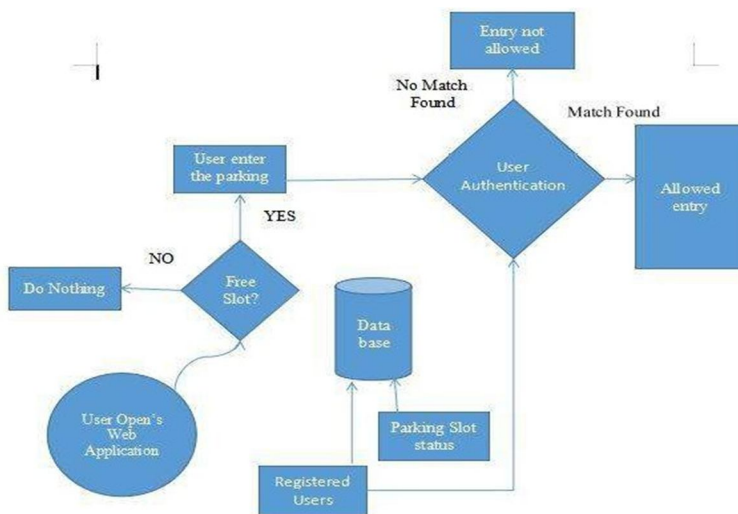 Entry not
allowed
No Match
Found
Match Found
User enter
the parking
User
Authentication
Allowed
entry
YES
NO
Do Nothing
Free
Slot?
Data
base
User Open's
Web
Application
Parking Slot
status
Registered
Users